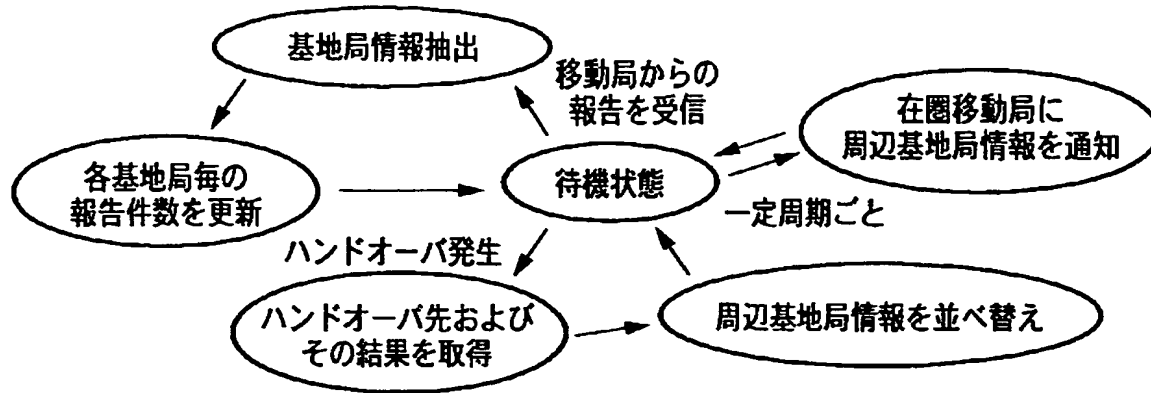 基地局情報抽出
移動局からの
報告を受信
在圏移動局に
周辺基地局情報を通知
各基地局毎の
報告件数を更新
待機状態
一定周期ごと
ハンドオーバ発生
ハンドオーバ先および
その結果を取得
周辺基地局情報を並べ替え